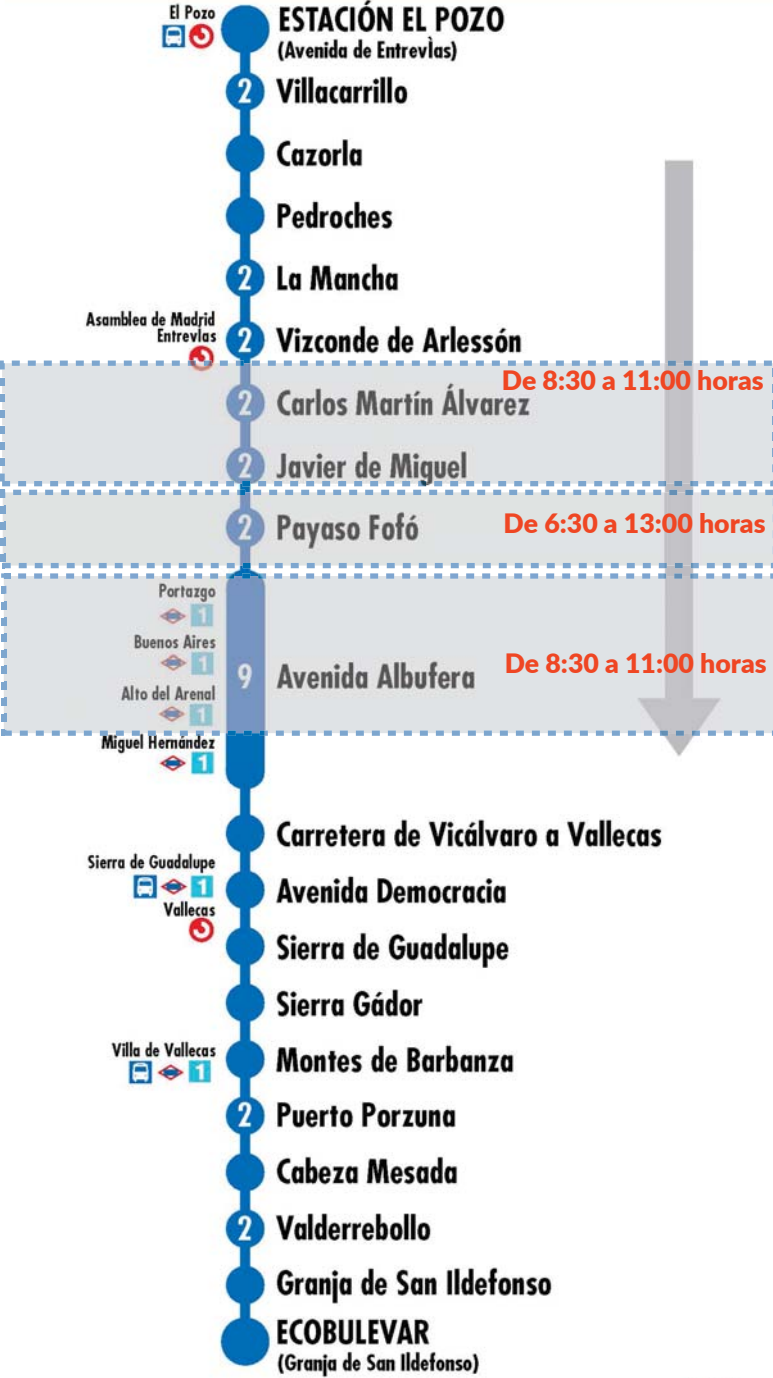 El Pozo
ESTACIÓN EL POZO
(Avenida de Entrevìas)
2 Villacarrillo
Cazorla
Pedroches
2 La Mancha
Asamblea de Madrid
Entrevìas
2 Vizconde de Arlessón
De 8:30 a 11:00 horas
2 Carlos Martín Álvarez
2 Javier de Miguel
2 Payaso Fofó
De 6:30 a 13:00 horas
Portazgo
1
Buenos Aires
1
Alto del Arenal
1
Miguel Hernández
1
9 Avenida Albufera
De 8:30 a 11:00 horas
Carretera de Vicálvaro a Vallecas
Sierra de Guadalupe
1
Vallecas
Avenida Democracia
Sierra de Guadalupe
Sierra Gádor
Villa de Vallecas
1
Montes de Barbanza
2 Puerto Porzuna
Cabeza Mesada
2 Valderrebollo
Granja de San Ildefonso
ECOBULEVAR
(Granja de San Ildefonso)